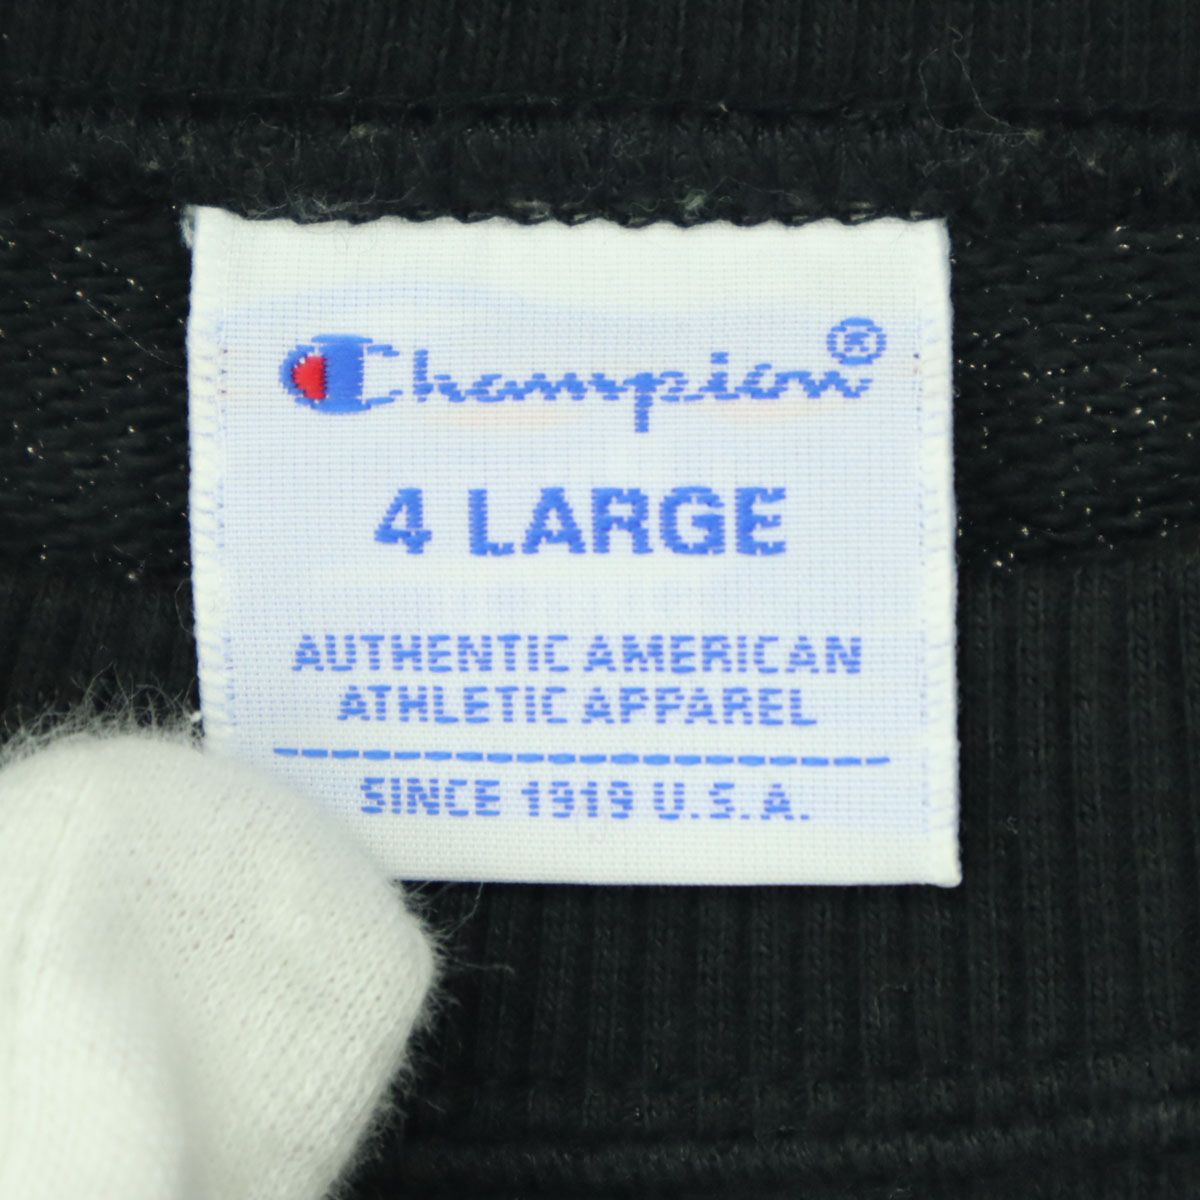 Champion®
4 LARGE
AUTHENTIC AMERICAN
ATHLETIC APPAREL
SINCE 1919 U.S.A.